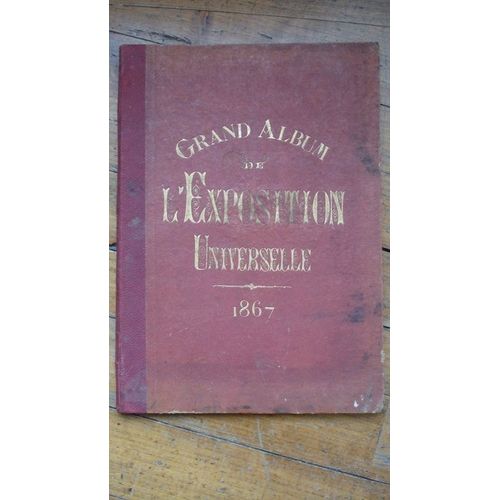 GRAND ALBUM
DE
L'EXPOSITION
UNIVERSELLE
1867